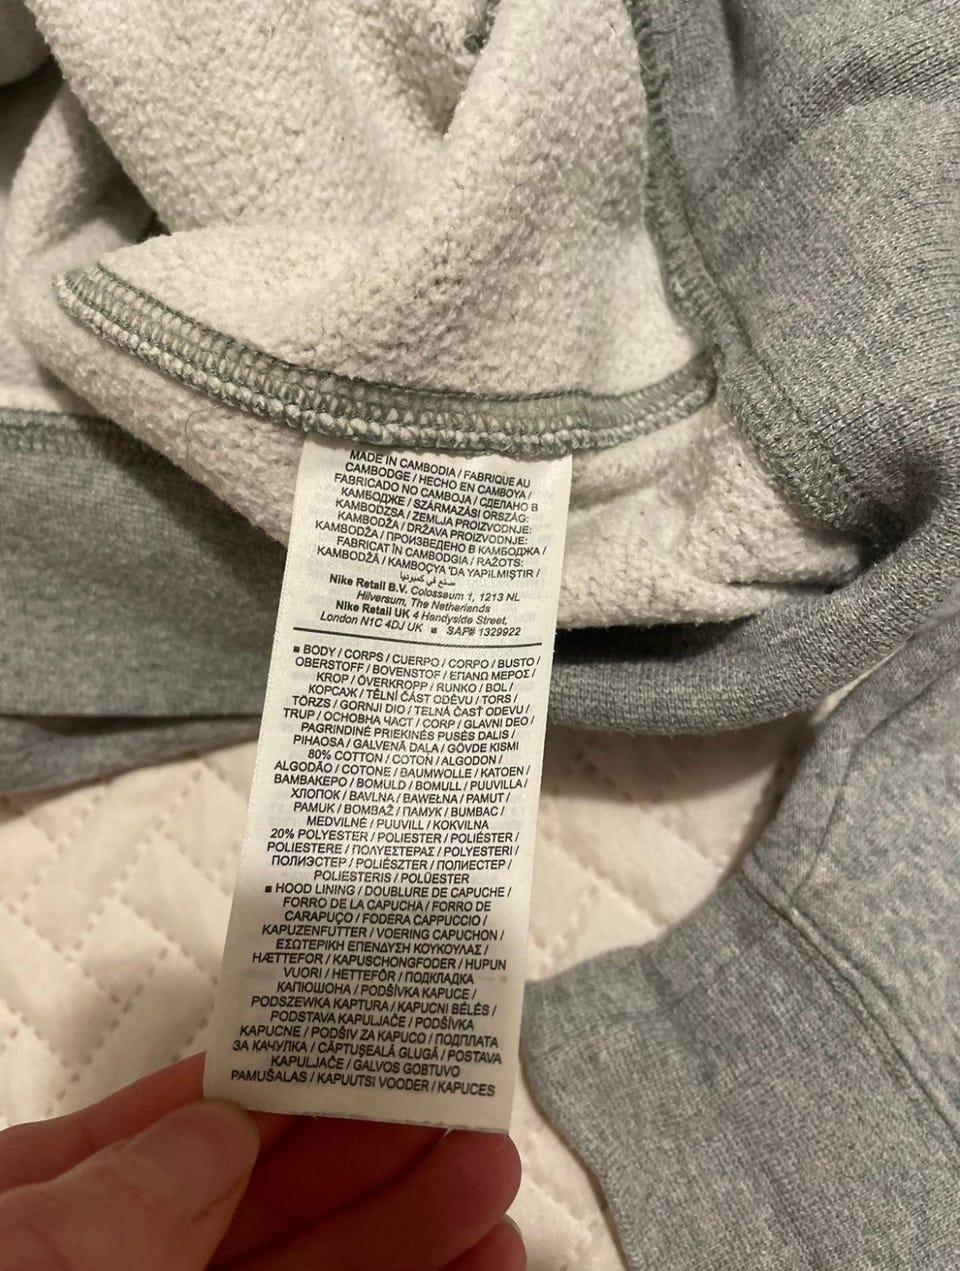 MADE IN CAMBODIA / FABRIQUÉ AU
CAMBODGE / HECHO EN CAMBOYA /
FABRICADO NO CAMBOJA / СДЕЛАНО В
КАМБОДЖЕ / SZÁRMAZÁSI ORSZÁG:
KAMBODZSA / ZEMLJA PROIZVODNJE:
KAMBODŽA / DRŽAVA PROIZVODNJE:
KAMBODŽA / ПРОИЗВЕДЕНО В КАМБОДЖА /
FABRICAT ÎN CAMBODGIA / RAŽOTS:
KAMBODŽĀ / KAMBOÇYA 'DA YAPILMIŞTIR /
صنع في كمبوديا
Nike Retail B.V. Colosseum 1, 1213 NL
Hilversum, The Netherlands
Nike Retail UK 4 Handyside Street,
London N1C 4DJ UK ■ SAP# 1329922
■ BODY / CORPS / CUERPO / CORPO / BUSTO /
OBERSTOFF / BOVENSTOF / ΕΠΑΝΩ ΜΕΡΟΣ /
KROP / ÖVERKROPP / RUNKO / BOL /
КОРСАЖ / TĚLNÍ ČÁST ODĚVU / TORS /
TÖRZS / GORNJI DIO / TELNÁ ČASŤ ODEVU /
TRUP / ОСНОВНА ЧАСТ / CORP / GLAVNI DEO /
PAGRINDINĖ PRIEKINĖS PUSĖS DALIS /
PIHAOSA / GALVENĀ DAĻA / GÖVDE KISMI
80% COTTON / COTON / ALGODON /
ALGODÃO / COTONE / BAUMWOLLE / KATOEN /
ΒΑΜΒΑΚΕΡΟ / BOMULD / BOMULL / PUUVILLA /
ХЛОПОК / BAVLNA / BAWEŁNA / PAMUT /
PAMUK / BOMBAŽ / ПАМУК / BUMBAC /
MEDVILNĖ / PUUVILL / KOKVILNA
20% POLYESTER / POLIESTER / POLIÉSTER /
POLIESTERE / ΠΟΛΥΕΣΤΕΡΑΣ / POLYESTERI /
ПОЛИЭСТЕР / POLIÉSZTER / ПОЛИЕСТЕР /
POLIESTERIS / POLÜESTER
■ HOOD LINING / DOUBLURE DE CAPUCHE /
FORRO DE LA CAPUCHA / FORRO DE
CARAPUÇO / FODERA CAPPUCCIO /
KAPUZENFUTTER / VOERING CAPUCHON /
ΕΣΩΤΕΡΙΚΗ ΕΠΕΝΔΥΣΗ ΚΟΥΚΟΥΛΑΣ /
HÆTTEFOR / KAPUSCHONGFODER / HUPUN
VUORI / HETTEFÔR / ПОДКЛАДКА
КАПЮШОНА / PODŠÍVKA KAPUCE /
PODSZEWKA KAPTURA / KAPUCNI BÉLÉS /
PODSTAVA KAPULJAČE / PODŠÍVKA
KAPUCNE / PODŠIV ZA KAPUCO / ПОДПЛАТА
ЗА КАЧУЛКА / CĂPTUŞEALĂ GLUGĂ / POSTAVA
KAPULJAČE / GALVOS GOBTUVO
PAMUŠALAS / KAPUUTSI VOODER / KAPUCES